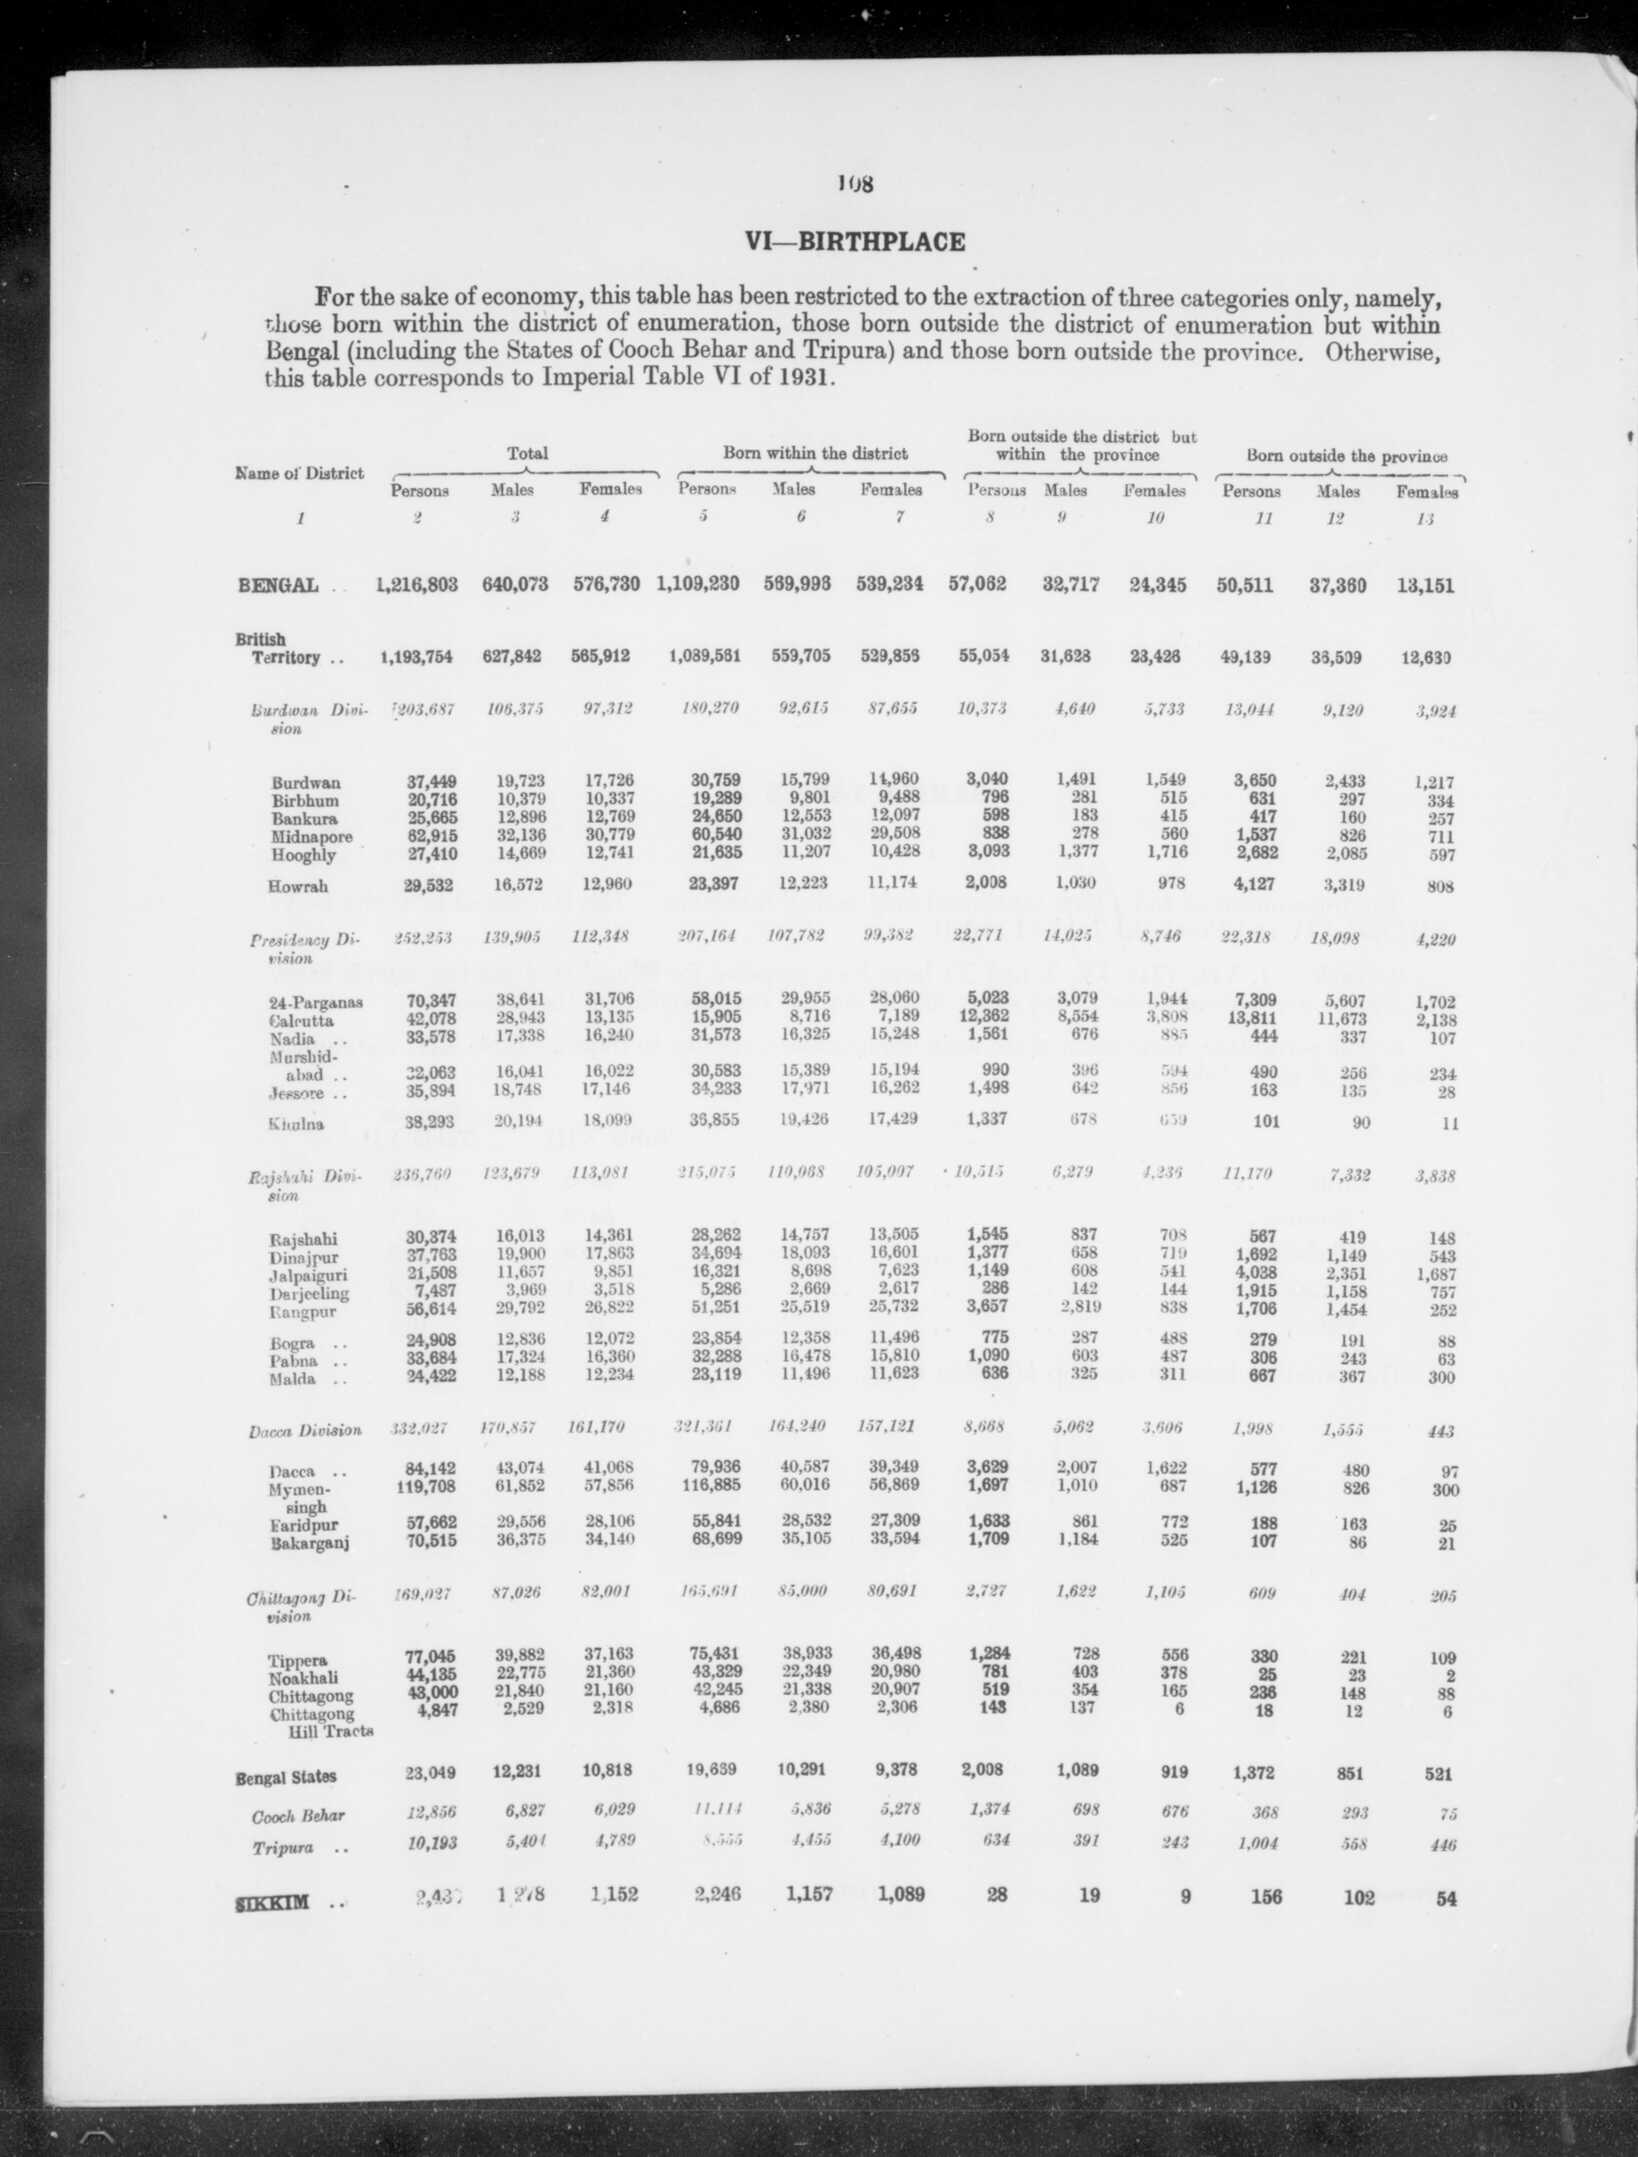 108
VI—BIRTHPLACE
For the sake of economy, this table has been restricted to the extraction of three categories only, namely,
those born within the district of enumeration, those born outside the district of enumeration but within
Bengal (including the States of Cooch Behar and Tripura) and those born outside the province. Otherwise,
this table corresponds to Imperial Table VI of 1931.
Name of District Total Born within the district Born outside the district but within the province Born outside the province
Persons Males Females Persons Males Females Persons Males Females Persons Males Females
1 2 3 4 5 6 7 8 9 10 11 12 13
BENGAL .. 1,216,803 640,073 576,730 1,109,230 569,996 539,234 57,062 32,717 24,345 50,511 37,360 13,151
British
Territory .. 1,193,754 627,842 565,912 1,089,561 559,705 529,856 55,054 31,628 23,426 49,139 36,509 12,630
Burdwan Divi- 203,687 106,375 97,312 180,270 92,615 87,655 10,373 4,640 5,733 13,044 9,120 3,924
sion
Burdwan 37,449 19,723 17,726 30,759 15,799 14,960 3,040 1,491 1,549 3,650 2,433 1,217
Birbhum 20,716 10,379 10,337 19,289 9,801 9,488 796 281 515 631 297 334
Bankura 25,665 12,896 12,769 24,650 12,553 12,097 598 183 415 417 160 257
Midnapore 62,915 32,136 30,779 60,540 31,032 29,508 838 278 560 1,537 826 711
Hooghly 27,410 14,669 12,741 21,635 11,207 10,428 3,093 1,377 1,716 2,682 2,085 597
Howrah 29,532 16,572 12,960 23,397 12,223 11,174 2,008 1,030 978 4,127 3,319 808
Presidency Di- 252,253 139,905 112,348 207,164 107,782 99,382 22,771 14,025 8,746 22,318 18,098 4,220
vision
24-Parganas 70,347 38,641 31,706 58,015 29,955 28,060 5,023 3,079 1,944 7,309 5,607 1,702
Calcutta 42,078 28,943 13,135 15,905 8,716 7,189 12,362 8,554 3,808 13,811 11,673 2,138
Nadia .. 33,578 17,338 16,240 31,573 16,325 15,248 1,561 676 885 444 337 107
Murshid-
abad .. 32,063 16,041 16,022 30,583 15,389 15,194 990 396 594 490 256 234
Jessore .. 35,894 18,748 17,146 34,233 17,971 16,262 1,498 642 856 163 135 28
Khulna 38,293 20,194 18,099 36,855 19,426 17,429 1,337 678 659 101 90 11
Rajshahi Divi- 236,760 123,679 113,081 215,075 110,068 105,007 10,515 6,279 4,236 11,170 7,332 3,838
sion
Rajshahi 30,374 16,013 14,361 28,262 14,757 13,505 1,545 837 708 567 419 148
Dinajpur 37,763 19,900 17,863 34,694 18,093 16,601 1,377 658 719 1,692 1,149 543
Jalpaiguri 21,508 11,657 9,851 16,321 8,698 7,623 1,149 608 541 4,038 2,351 1,687
Darjeeling 7,487 3,969 3,518 5,286 2,669 2,617 286 142 144 1,915 1,158 757
Rangpur 56,614 29,792 26,822 51,251 25,519 25,732 3,657 2,819 838 1,706 1,454 252
Bogra .. 24,908 12,836 12,072 23,854 12,358 11,496 775 287 488 279 191 88
Pabna .. 33,684 17,324 16,360 32,288 16,478 15,810 1,090 603 487 306 243 63
Malda .. 24,422 12,188 12,234 23,119 11,496 11,623 636 325 311 667 367 300
Dacca Division 332,027 170,857 161,170 321,361 164,240 157,121 8,668 5,062 3,606 1,998 1,555 443
Dacca .. 84,142 43,074 41,068 79,936 40,587 39,349 3,629 2,007 1,622 577 480 97
Mymen- 119,708 61,852 57,856 116,885 60,016 56,869 1,697 1,010 687 1,126 826 300
singh
Faridpur 57,662 29,556 28,106 55,841 28,532 27,309 1,633 861 772 188 163 25
Bakarganj 70,515 36,375 34,140 68,699 35,105 33,594 1,709 1,184 525 107 86 21
Chittagong Di- 169,027 87,026 82,001 165,691 85,000 80,691 2,727 1,622 1,105 609 404 205
vision
Tippera 77,045 39,882 37,163 75,431 38,933 36,498 1,284 728 556 330 221 109
Noakhali 44,135 22,775 21,360 43,329 22,349 20,980 781 403 378 25 23 2
Chittagong 43,000 21,840 21,160 42,245 21,338 20,907 519 354 165 236 148 88
Chittagong 4,847 2,529 2,318 4,686 2,380 2,306 143 137 6 18 12 6
Hill Tracts
Bengal States 23,049 12,231 10,818 19,669 10,291 9,378 2,008 1,089 919 1,372 851 521
Cooch Behar 12,856 6,827 6,029 11,114 5,836 5,278 1,374 698 676 368 293 75
Tripura .. 10,193 5,404 4,789 8,555 4,455 4,100 634 391 243 1,004 558 446
SIKKIM .. 1,152 2,246 1,157 1,089 28 19 9 156 102 54